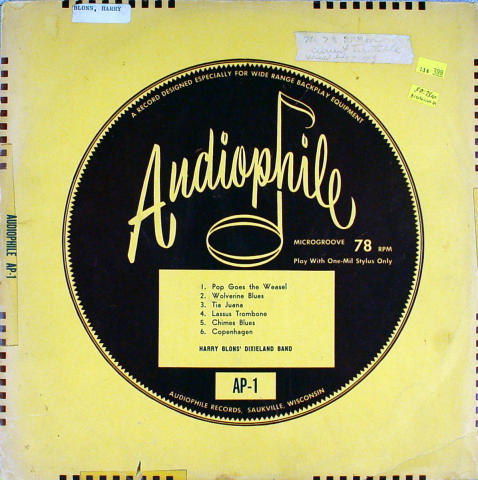 BLONS, HARRY
A RECORD DESIGNED ESPECIALLY FOR WIDE RANGE BACKPLAY EQUIPMENT
Audiophile
MICROGROOVE 78 RPM
Play With One-Mil Stylus Only
1. Pop Goes the Weasel
2. Wolverine Blues
3. Tia Juana
4. Lassus Trombone
5. Chimes Blues
6. Copenhagen
HARRY BLONS' DIXIELAND BAND
AP-1
AUDIOPHILE RECORDS, SAUKVILLE, WISCONSIN
AUDIOPHILE AP-1